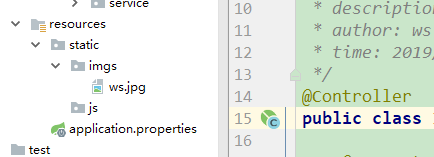 service
resources
static
imgs
ws.jpg
js
application.properties
test
10 * description
11 * author: ws
12 * time: 2019
13 */
14 @Controller
15 public class
16